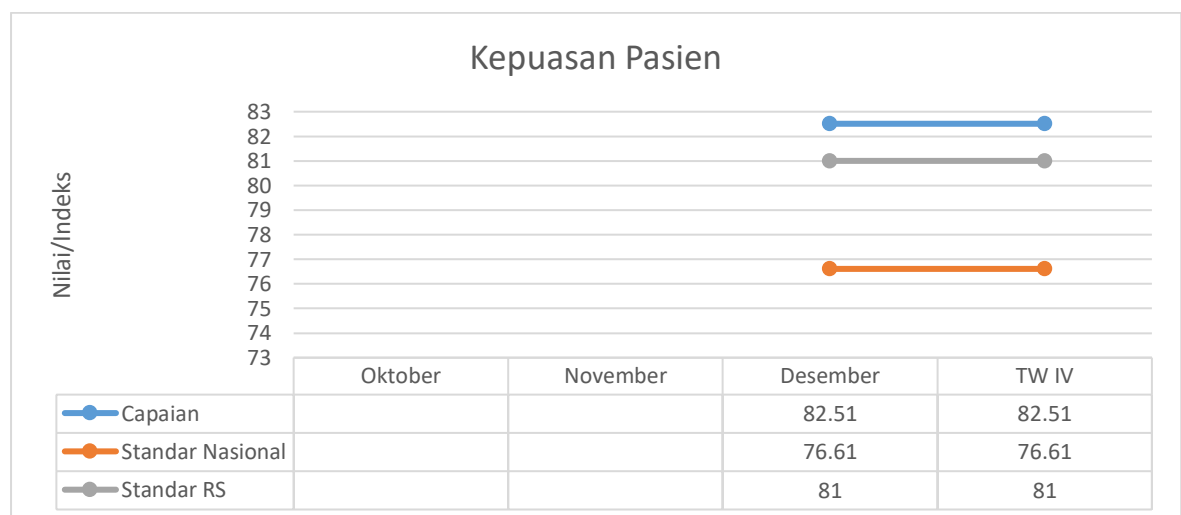 Kepuasan Pasien
Nilai/Indeks
83
82
81
80
79
78
77
76
75
74
73
Oktober November Desember TW IV
Capaian 82.51 82.51
Standar Nasional 76.61 76.61
Standar RS 81 81